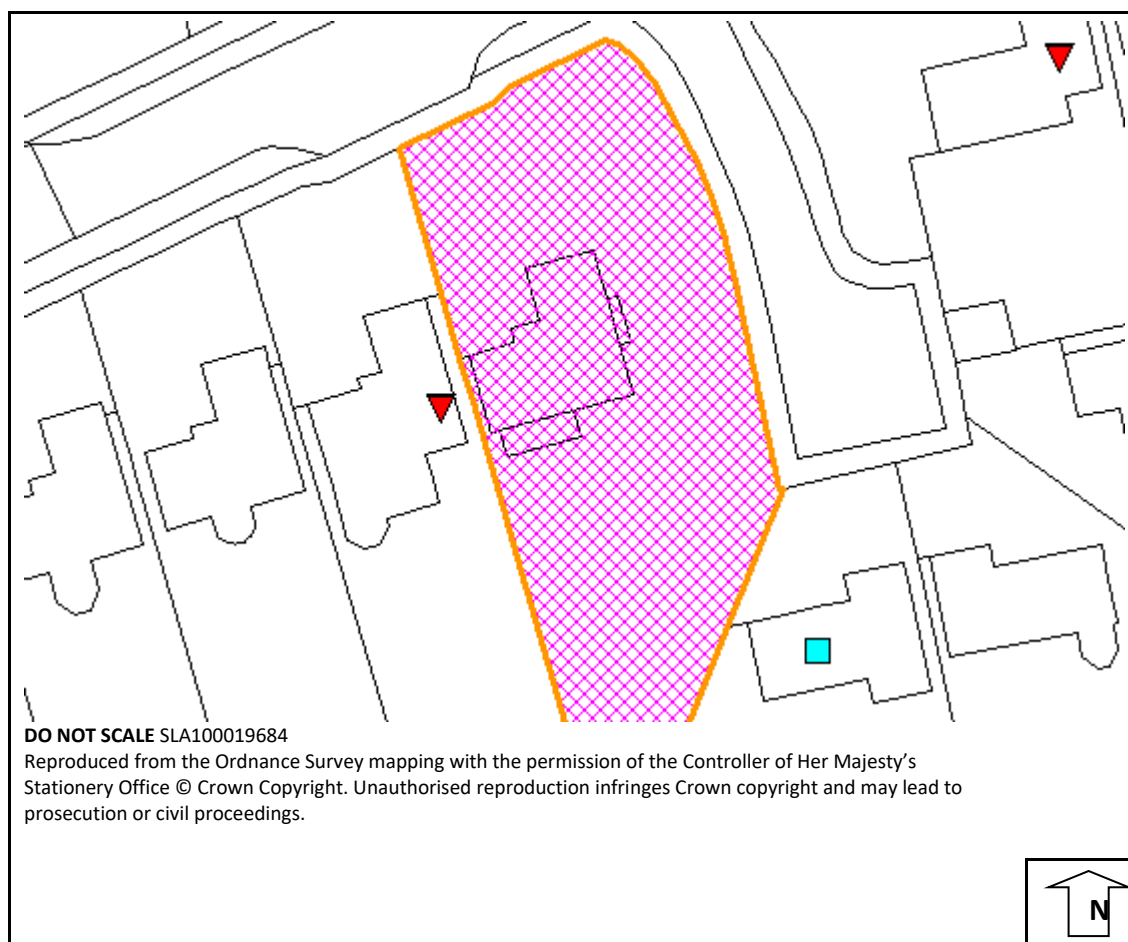 DO NOT SCALE SLA100019684
Reproduced from the Ordnance Survey mapping with the permission of the Controller of Her Majesty’s
Stationery Office © Crown Copyright. Unauthorised reproduction infringes Crown copyright and may lead to
prosecution or civil proceedings.
N